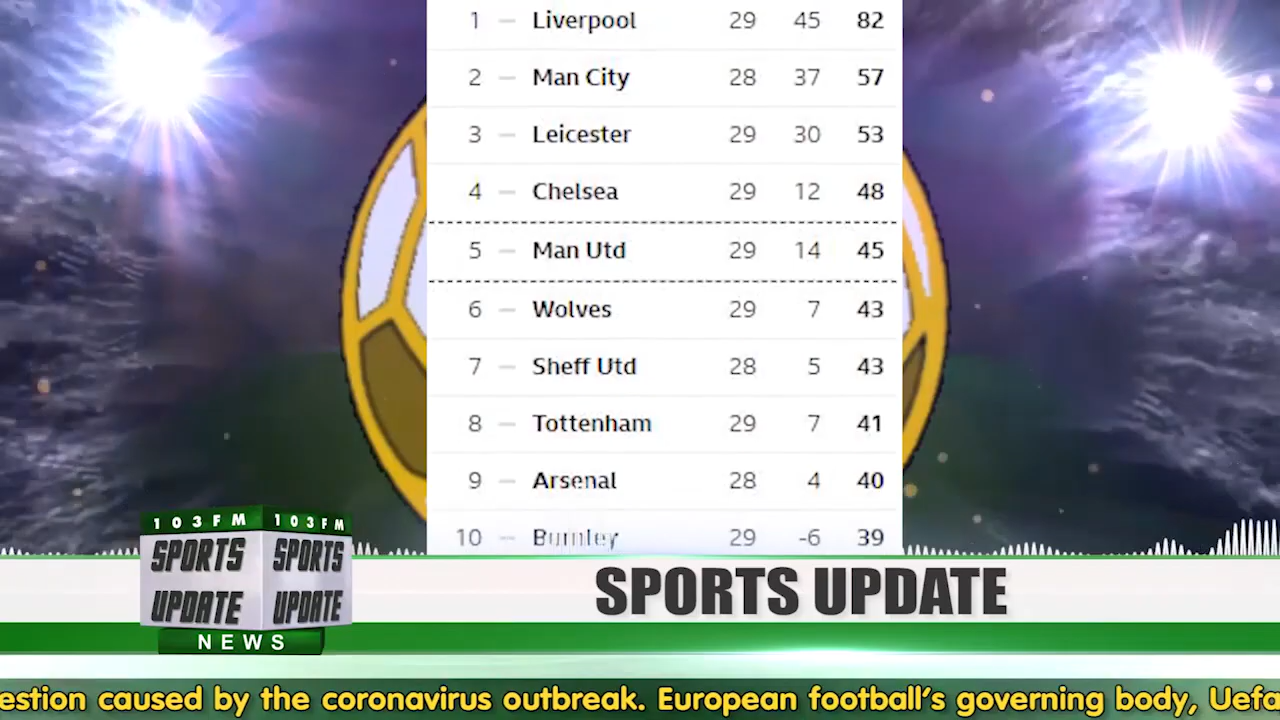 1 — Liverpool 29 45 82
2 — Man City 28 37 57
3 — Leicester 29 30 53
4 — Chelsea 29 12 48
5 — Man Utd 29 14 45
6 — Wolves 29 7 43
7 — Sheff Utd 28 5 43
8 — Tottenham 29 7 41
9 — Arsenal 28 4 40
10 — Burnley 29 -6 39
103FM 103FM
SPORTS SPORTS
UPDATE UPDATE
NEWS
SPORTS UPDATE
estion caused by the coronavirus outbreak. European football’s governing body, Uefa